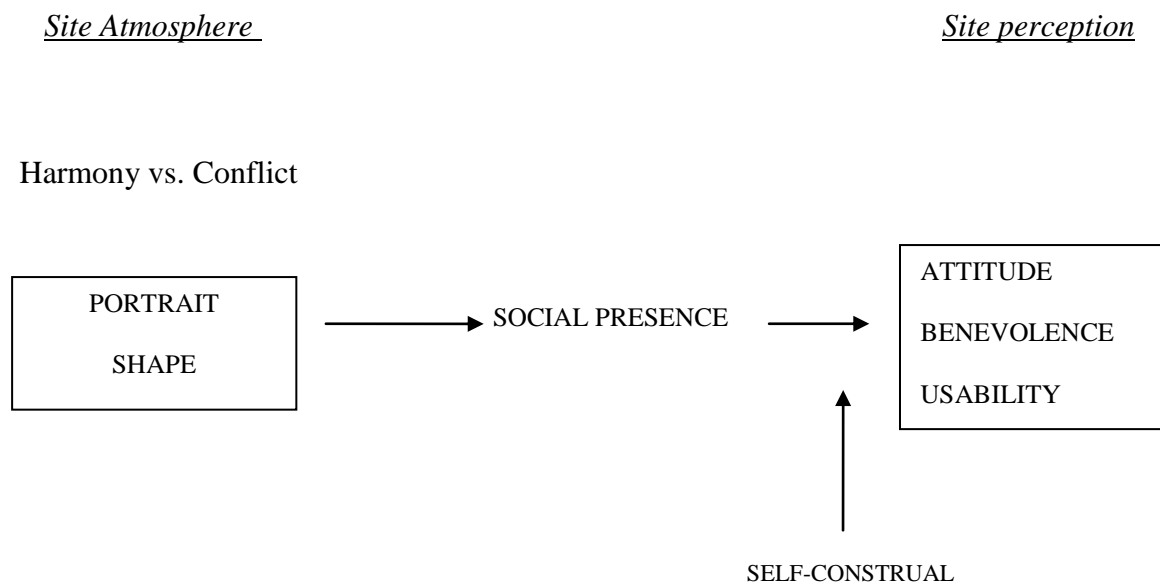 Site Atmosphere
Site perception
Harmony vs. Conflict
PORTRAIT
SHAPE
SOCIAL PRESENCE
ATTITUDE
BENEVOLENCE
USABILITY
SELF-CONSTRUAL